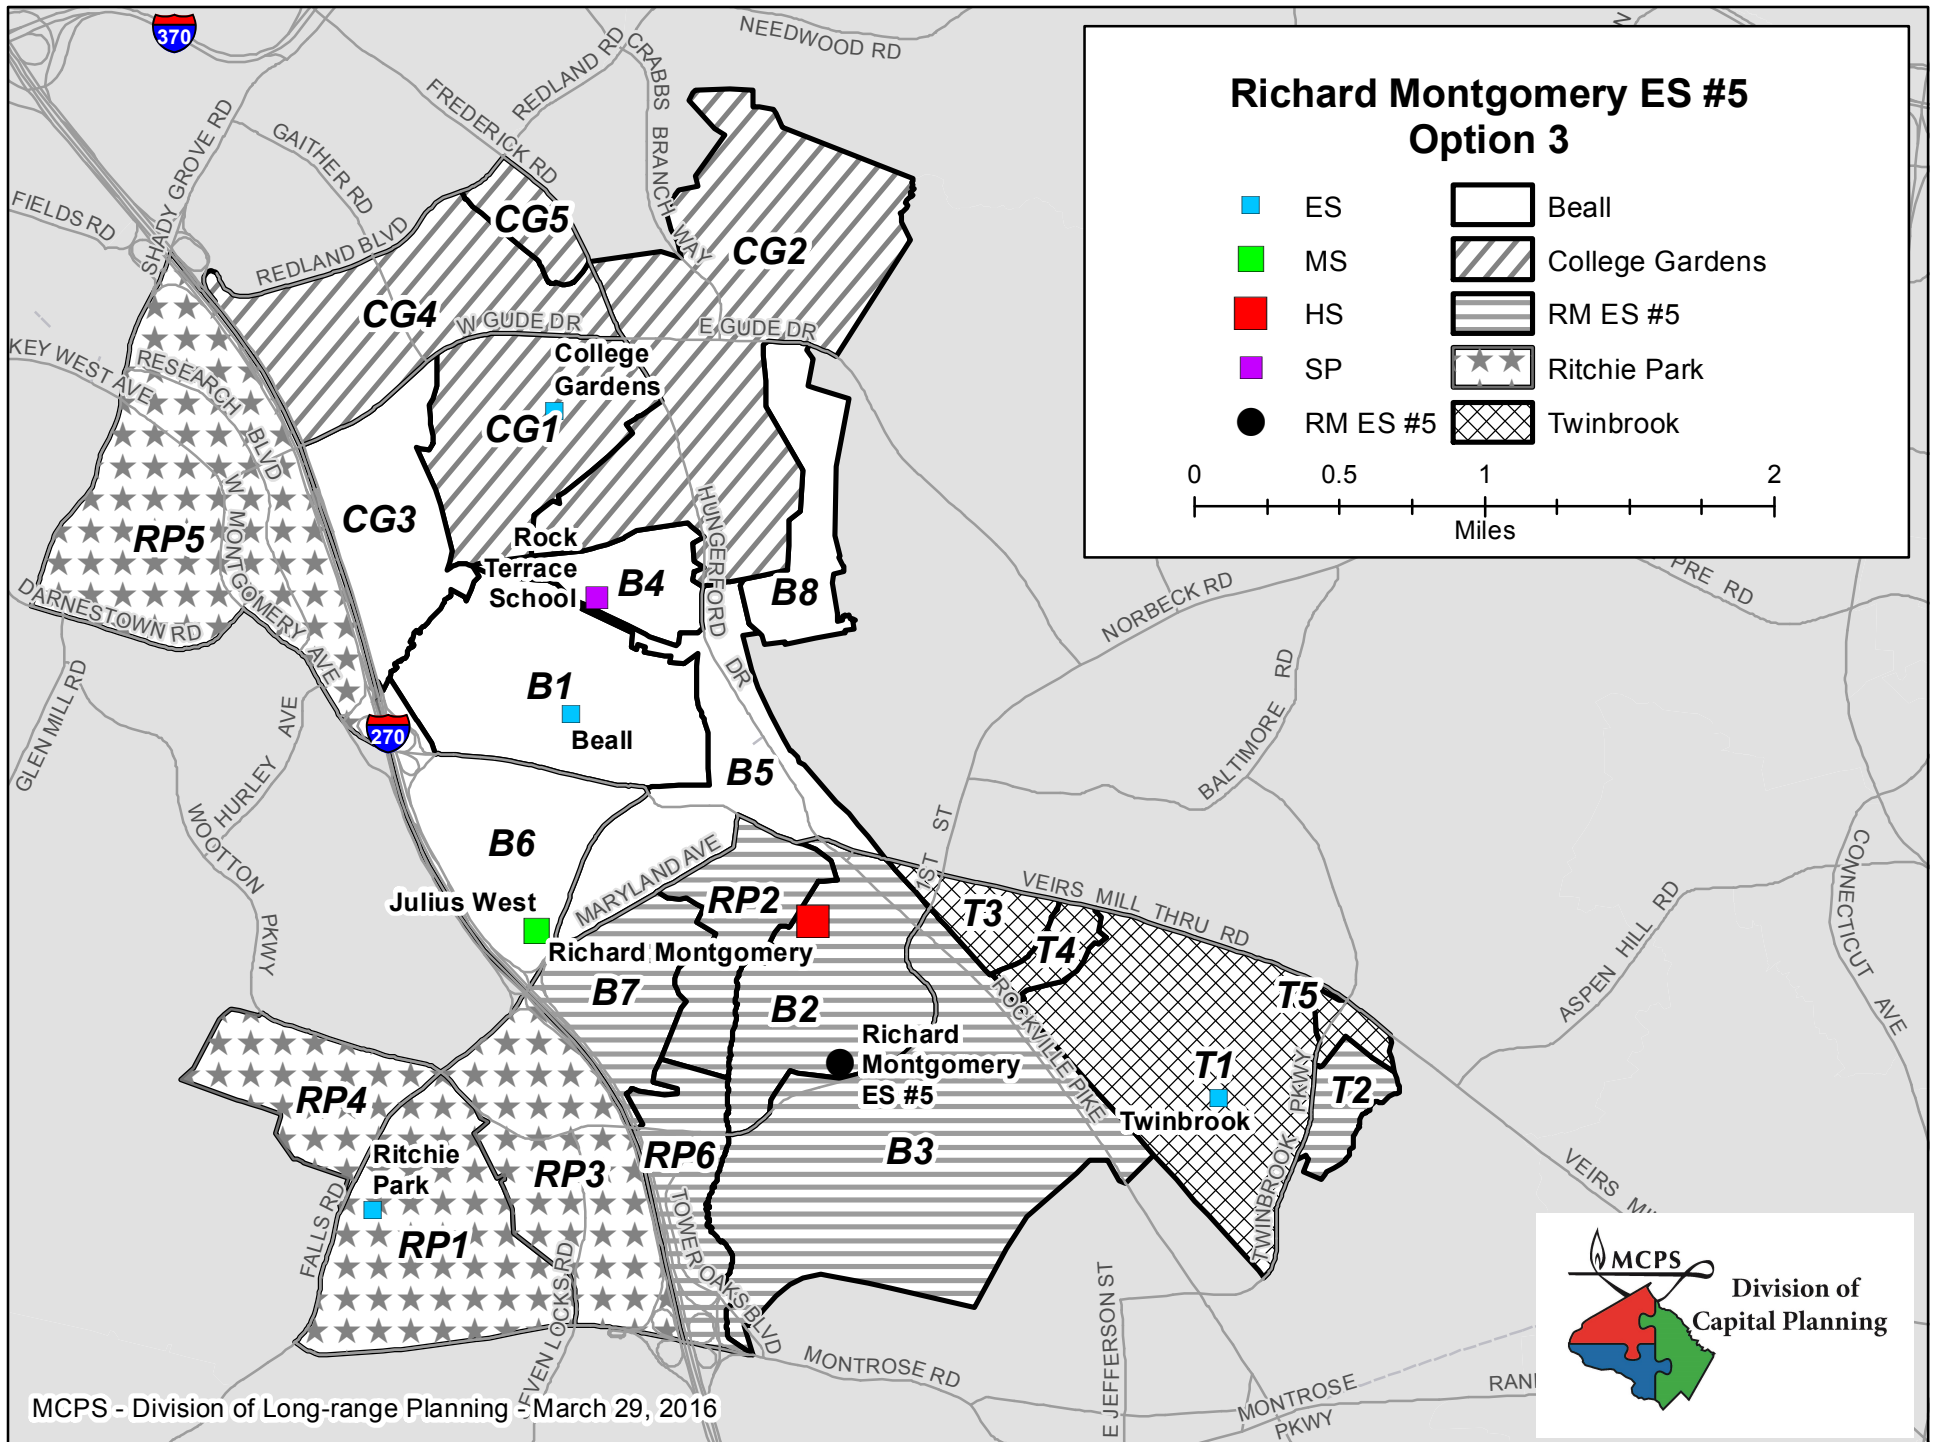 Richard Montgomery ES #5
Option 3
ES
MS
HS
SP
RM ES #5
Beall
College Gardens
RM ES #5
Ritchie Park
Twinbrook
0 0.5 1 2
Miles
370
NEEDWOOD RD
REDLAND RD
CRABBS BRANCH WAY
FREDERICK RD
GAITHER RD
SHADY GROVE RD
FIELDS RD
REDLAND BLVD
CG5
CG2
CG4
W GUDE DR
E GUDE DR
KEY WEST AVE
RESEARCH BLVD
College
Gardens
CG1
CG3
RP5
W MONTGOMERY AVE
HUNGERFORD DR
Rock
Terrace
School
B4
B8
DARNESTOWN RD
NORBECK RD
PRE RD
GLEN MILL RD
HURLEY AVE
B1
Beall
270
B5
BALTIMORE RD
WOOTTON PKWY
B6
MARYLAND AVE
1ST ST
VEIRS MILL THRU RD
CONNECTICUT AVE
ASPEN HILL RD
Julius West
RP2
T3
T4
Richard Montgomery
B7
B2
T5
ROCKVILLE PIKE
Richard
Montgomery
ES #5
T1
Twinbrook
T2
TWINBROOK PKWY
RP4
Ritchie
Park
RP3
RP6
B3
VEIRS MI
FALLS RD
RP1
TOWER OAKS BLVD
EVEN LOCKS RD
E JEFFERSON ST
MONTROSE RD
MONTROSE PKWY
RAN
MCPS
Division of
Capital Planning
MCPS - Division of Long-range Planning - March 29, 2016